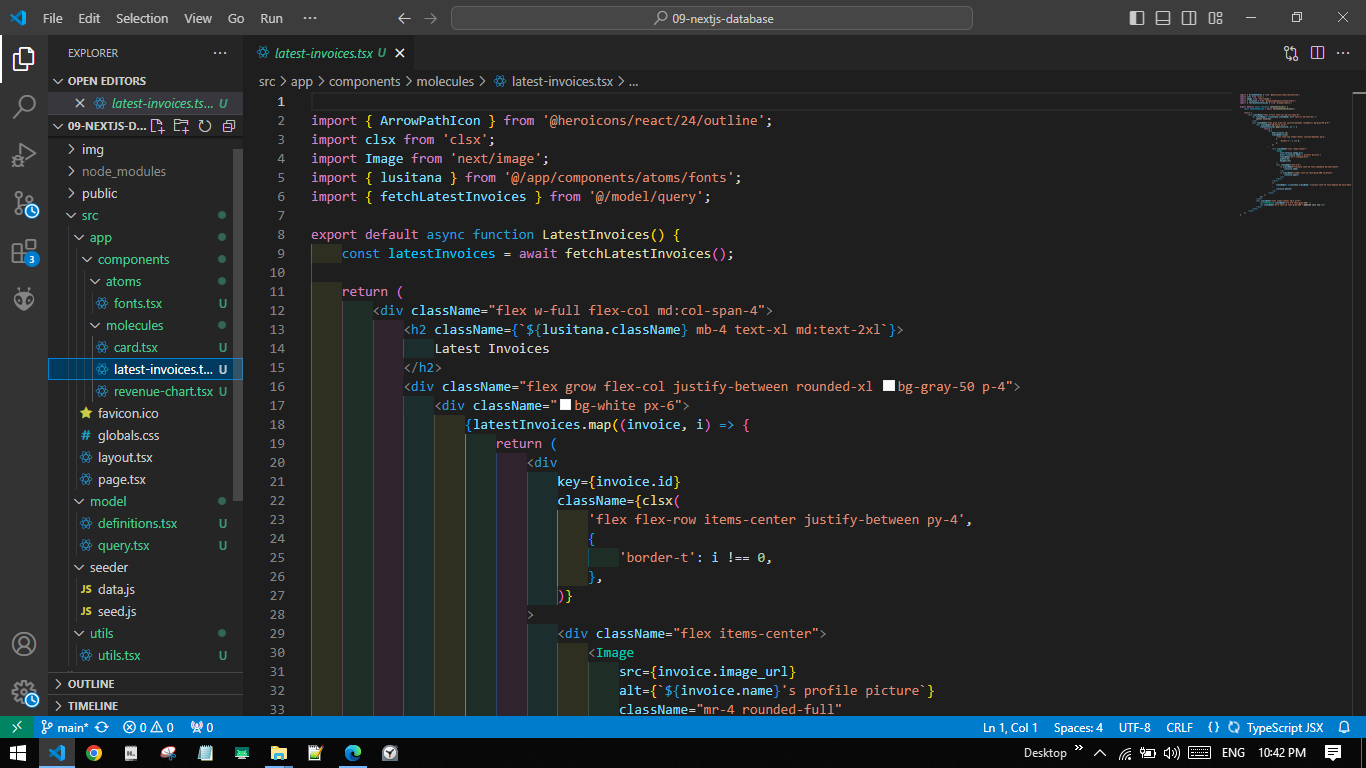 File Edit Selection View Go Run ··· 09-nextjs-database
EXPLORER ···
OPEN EDITORS
latest-invoices.ts... U
09-NEXTJS-D...
img
node_modules
public
src
app
components
atoms
fonts.tsx U
molecules
card.tsx U
latest-invoices.t... U
revenue-chart.tsx U
favicon.ico
# globals.css
layout.tsx
page.tsx
model
definitions.tsx U
query.tsx U
seeder
JS data.js
JS seed.js
utils
utils.tsx U
OUTLINE
TIMELINE
3
latest-invoices.tsx U
src > app > components > molecules > latest-invoices.tsx > ...
1
2 import { ArrowPathIcon } from '@heroicons/react/24/outline';
3 import clsx from 'clsx';
4 import Image from 'next/image';
5 import { lusitana } from '@/app/components/atoms/fonts';
6 import { fetchLatestInvoices } from '@/model/query';
7
8 export default async function LatestInvoices() {
9 const latestInvoices = await fetchLatestInvoices();
10
11 return (
12 <div className="flex w-full flex-col md:col-span-4">
13 <h2 className={`${lusitana.className} mb-4 text-xl md:text-2xl`}>
14 Latest Invoices
15 </h2>
16 <div className="flex grow flex-col justify-between rounded-xl bg-gray-50 p-4">
17 <div className="bg-white px-6">
18 {latestInvoices.map((invoice, i) => {
19 return (
20 <div
21 key={invoice.id}
22 className={clsx(
23 'flex flex-row items-center justify-between py-4',
24 {
25 'border-t': i !== 0,
26 },
27 )}
28 >
29 <div className="flex items-center">
30 <Image
31 src={invoice.image_url}
32 alt={`${invoice.name}'s profile picture`}
33 className="mr-4 rounded-full"
main* 0 0 0 Ln 1, Col 1 Spaces: 4 UTF-8 CRLF {} TypeScript JSX
Desktop ENG 10:42 PM